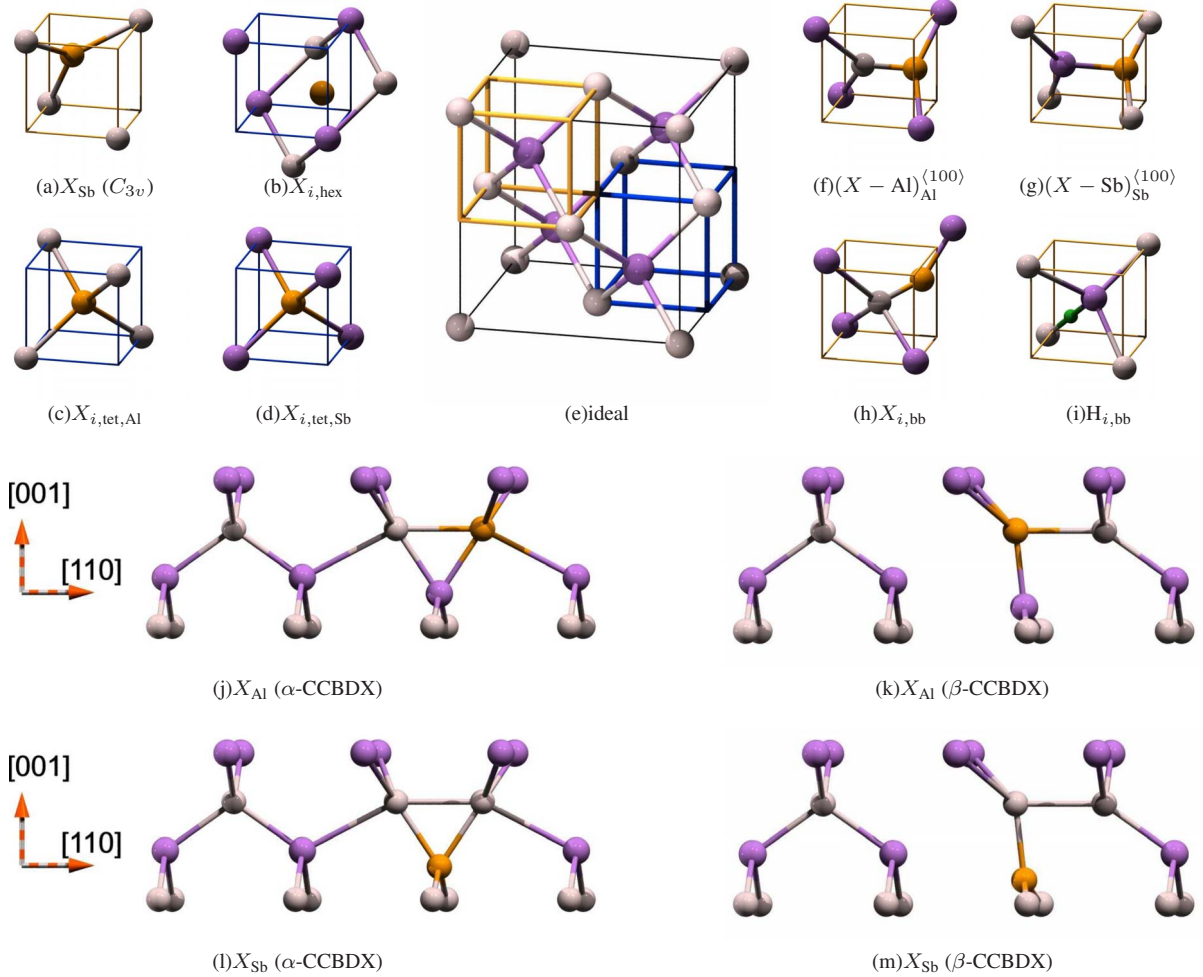 (a)X_Sb (C_3v)
(b)X_i,hex
(c)X_i,tet,Al
(d)X_i,tet,Sb
(e)ideal
(f)(X − Al)_Al^⟨100⟩
(g)(X − Sb)_Sb^⟨100⟩
(h)X_i,bb
(i)H_i,bb
[001]
[110]
(j)X_Al (α-CCBDX)
(k)X_Al (β-CCBDX)
[001]
[110]
(l)X_Sb (α-CCBDX)
(m)X_Sb (β-CCBDX)